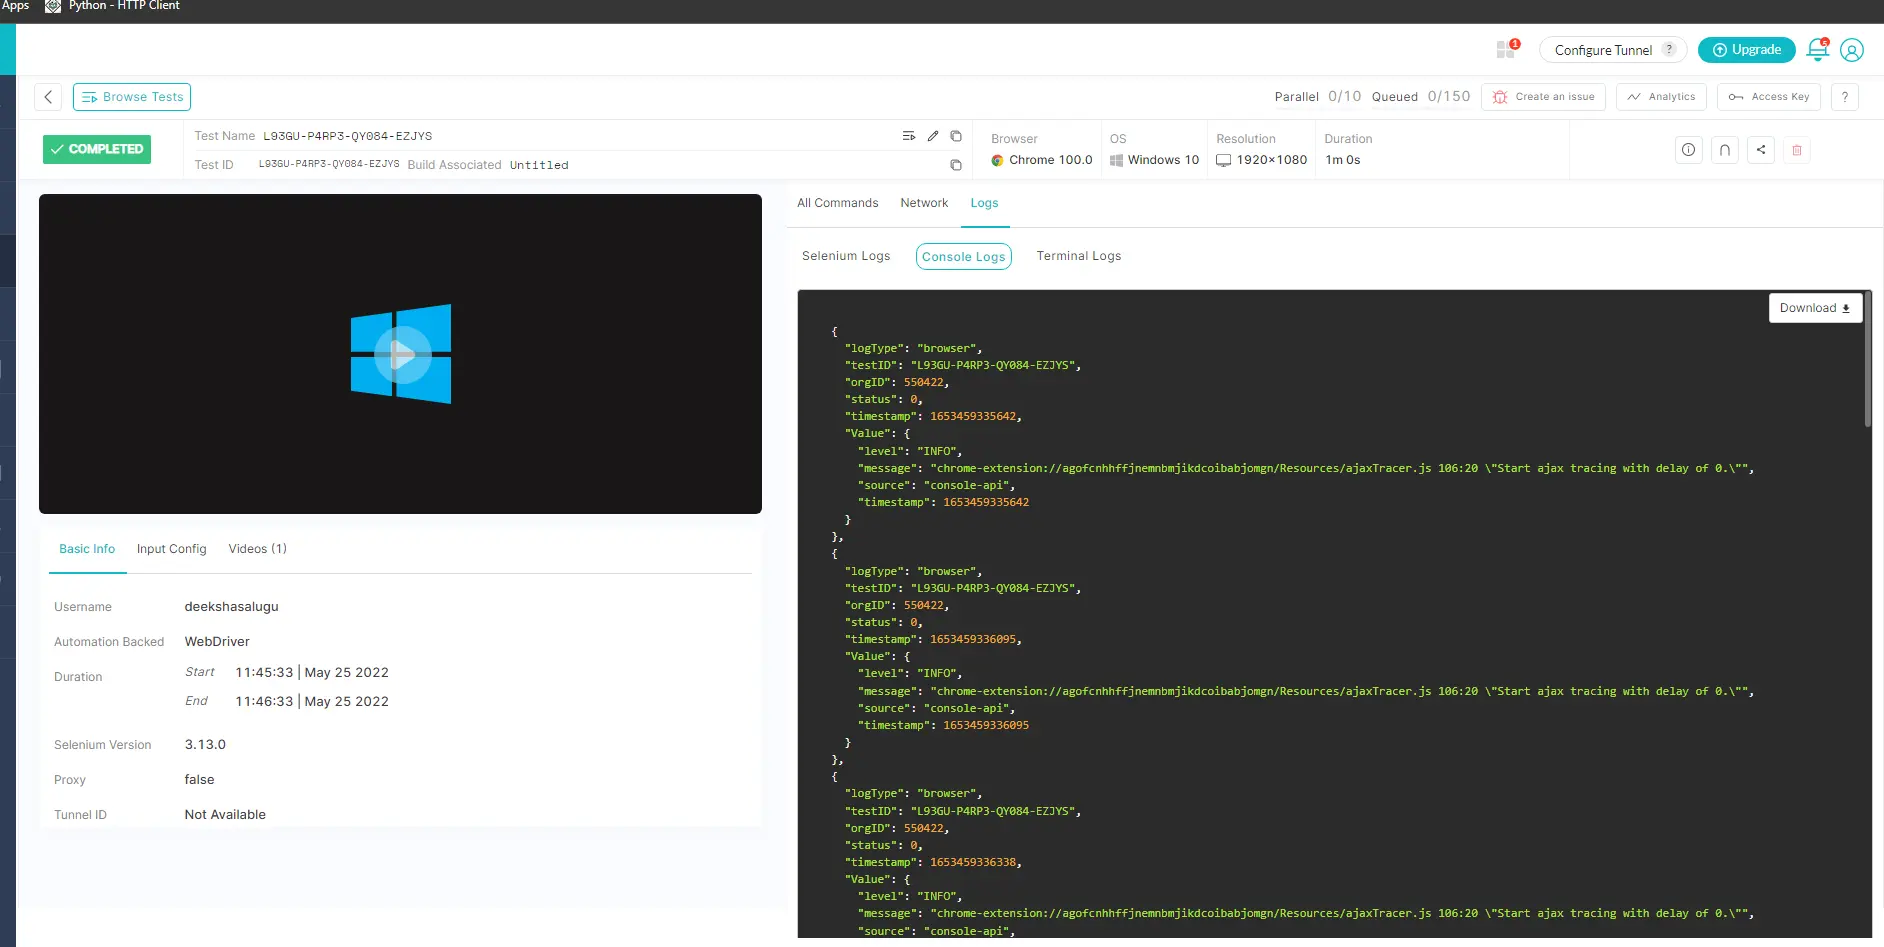 Apps Python - HTTP Client
1 Configure Tunnel ? Upgrade
Browse Tests Parallel 0/10 Queued 0/150 Create an issue Analytics Access Key ?
COMPLETED
Test Name L93GU-P4RP3-QY084-EZJYS
Test ID L93GU-P4RP3-QY084-EZJYS Build Associated Untitled
Browser OS Resolution Duration
Chrome 100.0 Windows 10 1920×1080 1m 0s
All Commands Network Logs
Selenium Logs Console Logs Terminal Logs
Download
{
"logType": "browser",
"testID": "L93GU-P4RP3-QY084-EZJYS",
"orgID": 550422,
"status": 0,
"timestamp": 1653459335642,
"Value": {
"level": "INFO",
"message": "chrome-extension://agofcnhhffjnemnbmjikdcoibabjomgn/Resources/ajaxTracer.js 106:20 \"Start ajax tracing with delay of 0.\"",
"source": "console-api",
"timestamp": 1653459335642
}
},
{
"logType": "browser",
"testID": "L93GU-P4RP3-QY084-EZJYS",
"orgID": 550422,
"status": 0,
"timestamp": 1653459336095,
"Value": {
"level": "INFO",
"message": "chrome-extension://agofcnhhffjnemnbmjikdcoibabjomgn/Resources/ajaxTracer.js 106:20 \"Start ajax tracing with delay of 0.\"",
"source": "console-api",
"timestamp": 1653459336095
}
},
{
"logType": "browser",
"testID": "L93GU-P4RP3-QY084-EZJYS",
"orgID": 550422,
"status": 0,
"timestamp": 1653459336338,
"Value": {
"level": "INFO",
"message": "chrome-extension://agofcnhhffjnemnbmjikdcoibabjomgn/Resources/ajaxTracer.js 106:20 \"Start ajax tracing with delay of 0.\"",
"source": "console-api",
Basic Info Input Config Videos (1)
Username deekshasalugu
Automation Backed WebDriver
Duration Start 11:45:33 | May 25 2022
End 11:46:33 | May 25 2022
Selenium Version 3.13.0
Proxy false
Tunnel ID Not Available